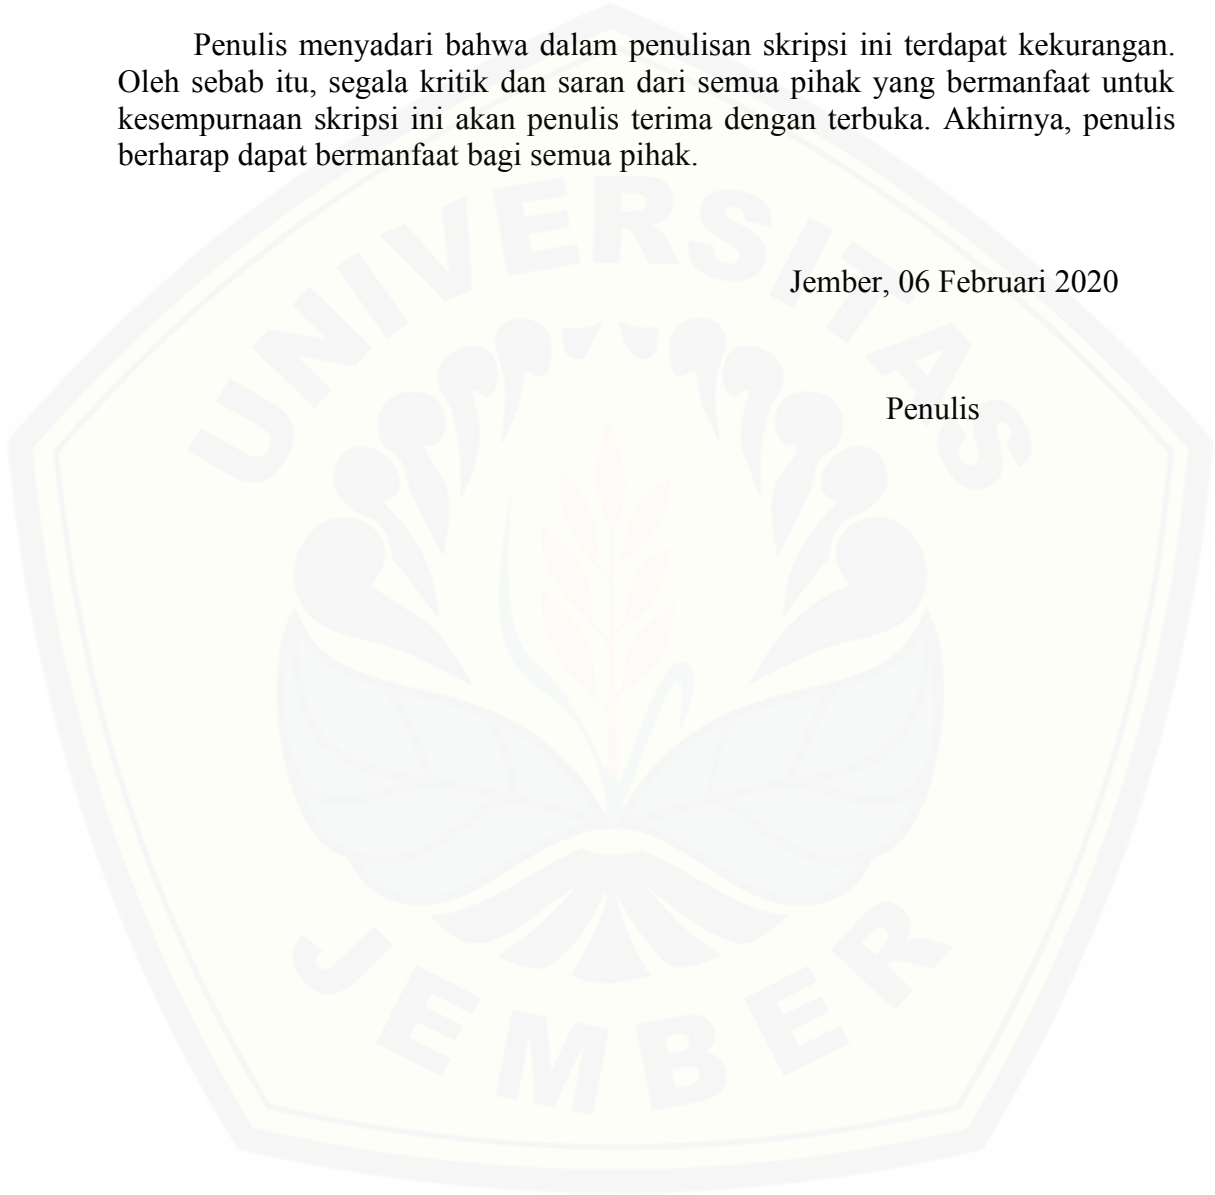 Penulis menyadari bahwa dalam penulisan skripsi ini terdapat kekurangan.
Oleh sebab itu, segala kritik dan saran dari semua pihak yang bermanfaat untuk
kesempurnaan skripsi ini akan penulis terima dengan terbuka. Akhirnya, penulis
berharap dapat bermanfaat bagi semua pihak.
Jember, 06 Februari 2020
Penulis
UNIVERSITAS
JEMBER